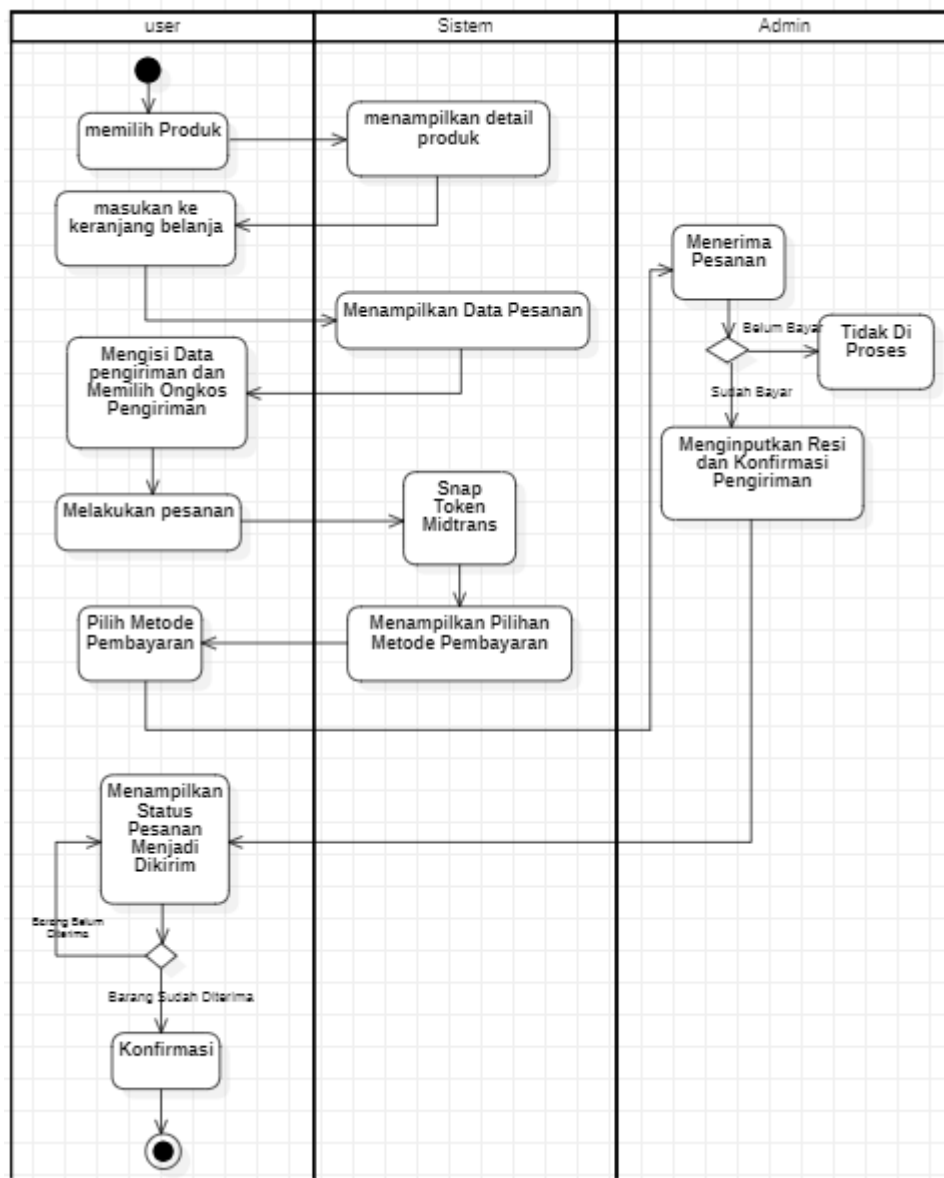 user
Sistem
Admin
memilih Produk
menampilkan detail
produk
masukan ke
keranjang belanja
Menerima
Pesanan
Menampilkan Data Pesanan
Belum Bayar
Tidak Di
Proses
Mengisi Data
pengiriman dan
Memilih Ongkos
Pengiriman
Sudah Bayar
Menginputkan Resi
dan Konfirmasi
Pengiriman
Melakukan pesanan
Snap
Token
Midtrans
Pilih Metode
Pembayaran
Menampilkan Pilihan
Metode Pembayaran
Menampilkan
Status
Pesanan
Menjadi
Dikirim
Barang Belum
Diterima
Barang Sudah Diterima
Konfirmasi